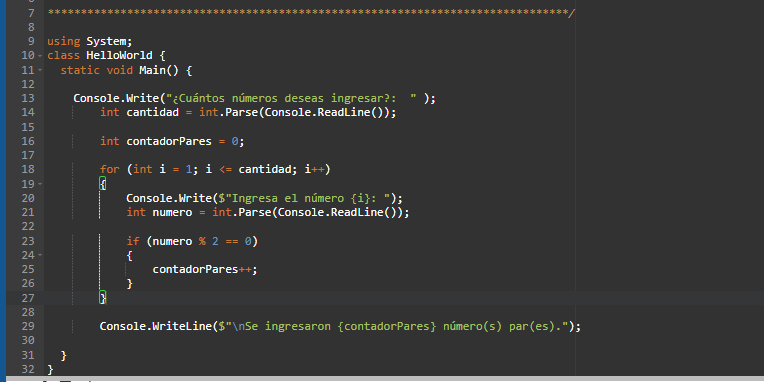 7 *******************************************************************************/
8
9 using System;
10 class HelloWorld {
11 static void Main() {
12
13 Console.Write("¿Cuántos números deseas ingresar?:  " );
14 int cantidad = int.Parse(Console.ReadLine());
15
16 int contadorPares = 0;
17
18 for (int i = 1; i <= cantidad; i++)
19 {
20 Console.Write($"Ingresa el número {i}: ");
21 int numero = int.Parse(Console.ReadLine());
22
23 if (numero % 2 == 0)
24 {
25 contadorPares++;
26 }
27 }
28
29 Console.WriteLine($"\nSe ingresaron {contadorPares} número(s) par(es).");
30
31 }
32 }